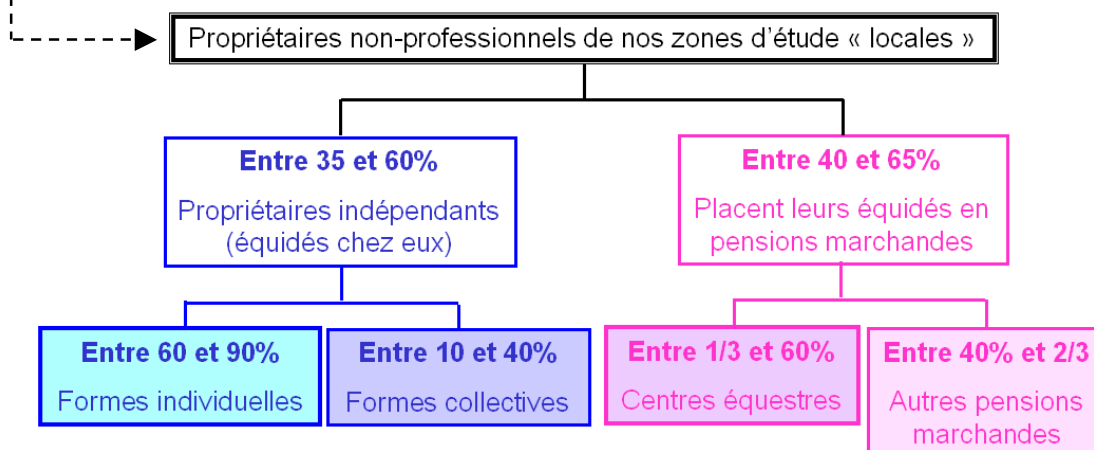 Propriétaires non-professionnels de nos zones d'étude « locales »
Entre 35 et 60%
Propriétaires indépendants
(équidés chez eux)
Entre 40 et 65%
Placent leurs équidés en
pensions marchandes
Entre 60 et 90%
Formes individuelles
Entre 10 et 40%
Formes collectives
Entre 1/3 et 60%
Centres équestres
Entre 40% et 2/3
Autres pensions
marchandes